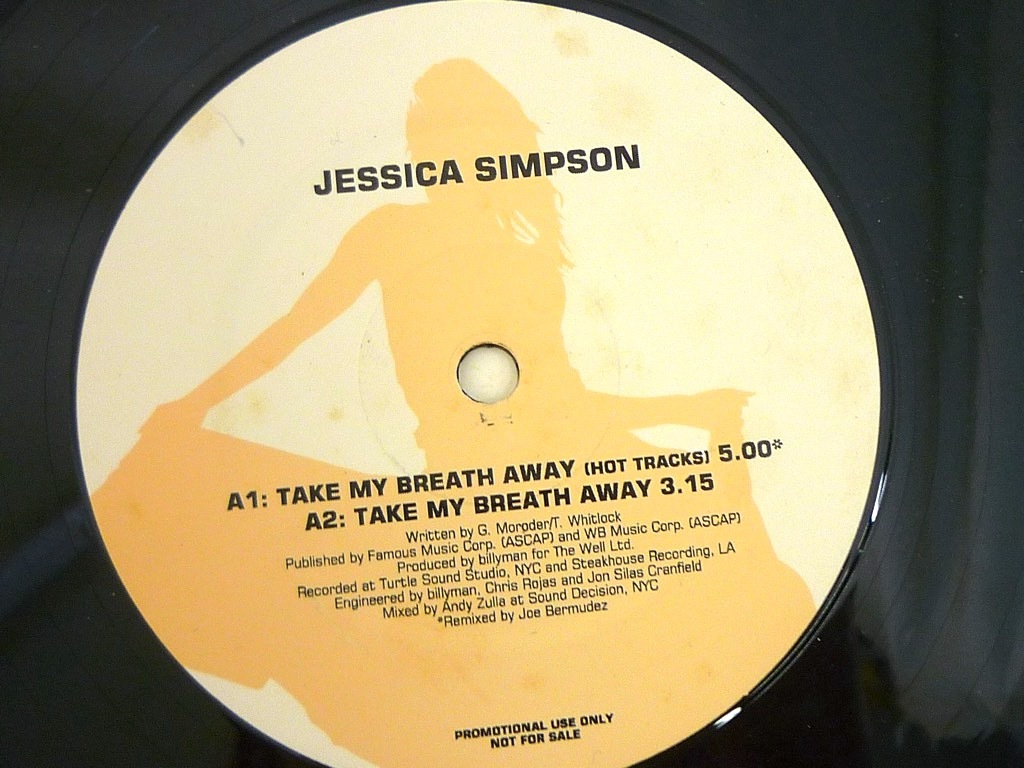 JESSICA SIMPSON
A1: TAKE MY BREATH AWAY (HOT TRACKS) 5.00*
A2: TAKE MY BREATH AWAY 3.15
Written by G. Moroder/T. Whitlock
Published by Famous Music Corp. (ASCAP) and WB Music Corp. (ASCAP)
Produced by billyman for The Well Ltd.
Recorded at Turtle Sound Studio, NYC and Steakhouse Recording, LA
Engineered by billyman, Chris Rojas and Jon Silas Cranfield
Mixed by Andy Zulla at Sound Decision, NYC
*Remixed by Joe Bermudez
PROMOTIONAL USE ONLY
NOT FOR SALE